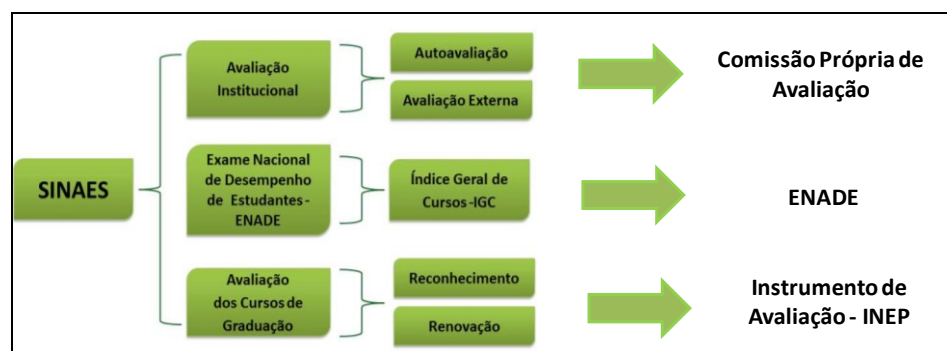 SINAES
Avaliação
Institucional
Autoavaliação
Avaliação Externa
Comissão Própria de
Avaliação
Exame Nacional
de Desempenho
de Estudantes -
ENADE
Índice Geral de
Cursos -IGC
ENADE
Avaliação
dos Cursos de
Graduação
Reconhecimento
Renovação
Instrumento de
Avaliação - INEP